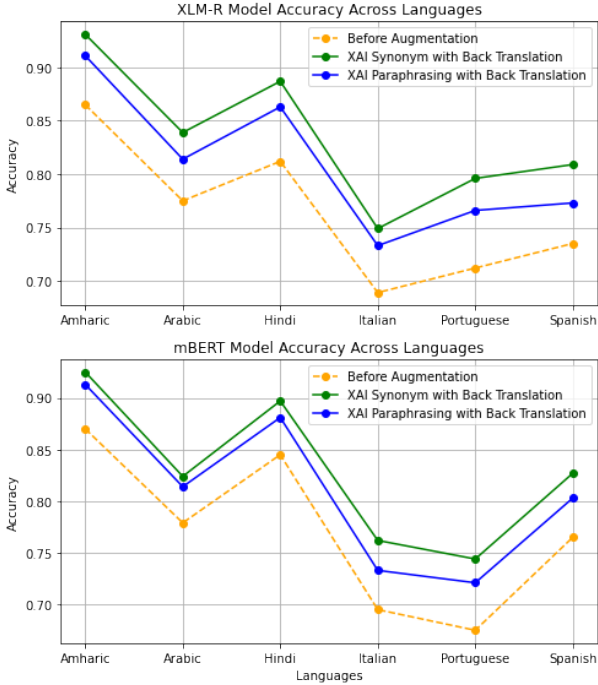 XLM-R Model Accuracy Across Languages
Before Augmentation
XAI Synonym with Back Translation
XAI Paraphrasing with Back Translation
Accuracy
0.90
0.85
0.80
0.75
0.70
Amharic Arabic Hindi Italian Portuguese Spanish
mBERT Model Accuracy Across Languages
Before Augmentation
XAI Synonym with Back Translation
XAI Paraphrasing with Back Translation
Accuracy
0.90
0.85
0.80
0.75
0.70
Amharic Arabic Hindi Italian Portuguese Spanish
Languages